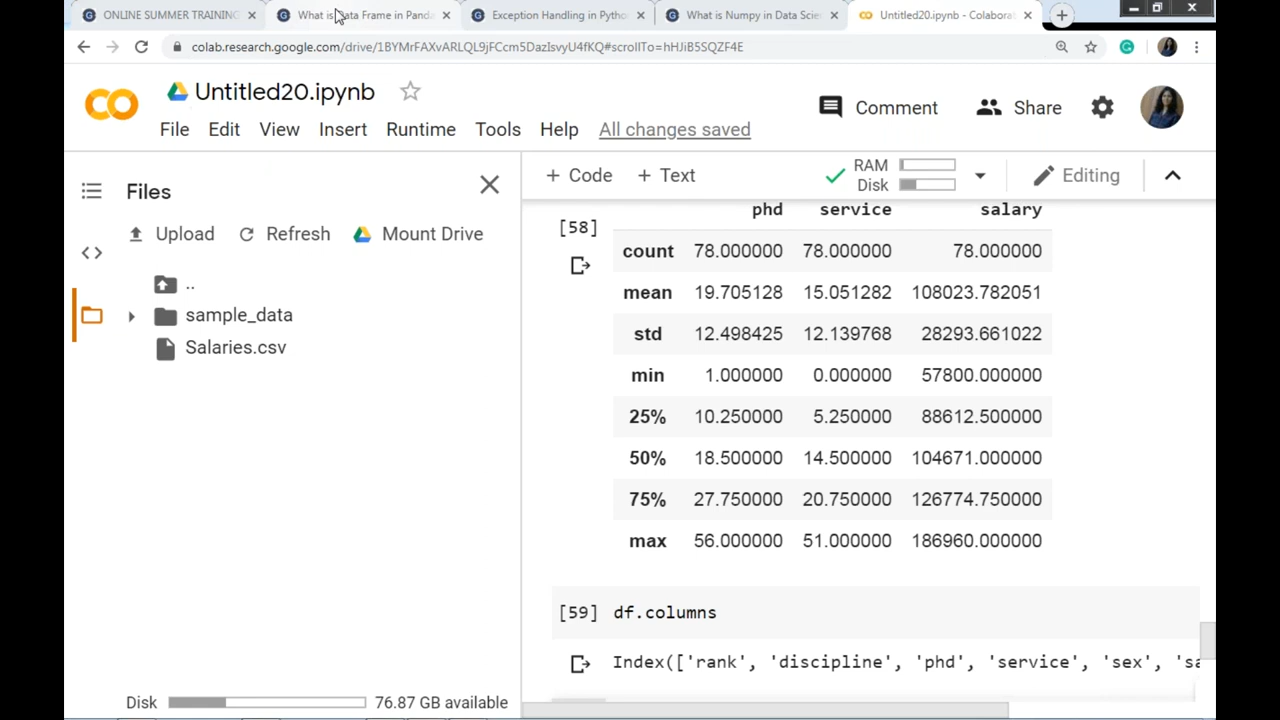 ONLINE SUMMER TRAINING
What is Data Frame in Panda
Exception Handling in Pytho
What is Numpy in Data Scien
Untitled20.ipynb - Colaborat
colab.research.google.com/drive/1BYMrFAXvARLQL9jFCcm5DazIsvyU4fKQ#scrollTo=hHJiB5SQZF4E
Untitled20.ipynb
Comment
Share
File Edit View Insert Runtime Tools Help All changes saved
Files
+ Code + Text
RAM
Disk
Editing
Upload Refresh Mount Drive
..
sample_data
Salaries.csv
[58]
phd service salary
count 78.000000 78.000000 78.000000
mean 19.705128 15.051282 108023.782051
std 12.498425 12.139768 28293.661022
min 1.000000 0.000000 57800.000000
25% 10.250000 5.250000 88612.500000
50% 18.500000 14.500000 104671.000000
75% 27.750000 20.750000 126774.750000
max 56.000000 51.000000 186960.000000
[59] df.columns
Index(['rank', 'discipline', 'phd', 'service', 'sex', 'sa
Disk 76.87 GB available